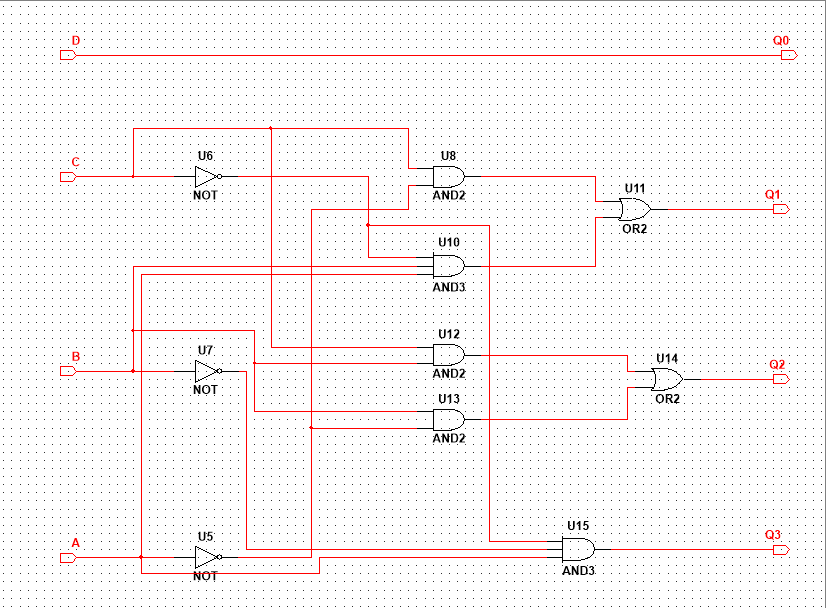 D
Q0
U6
U8
C
NOT
AND2
U11
Q1
OR2
U10
AND3
U12
B
U7
U14
Q2
NOT
AND2
OR2
U13
AND2
U15
A
U5
Q3
NOT
AND3